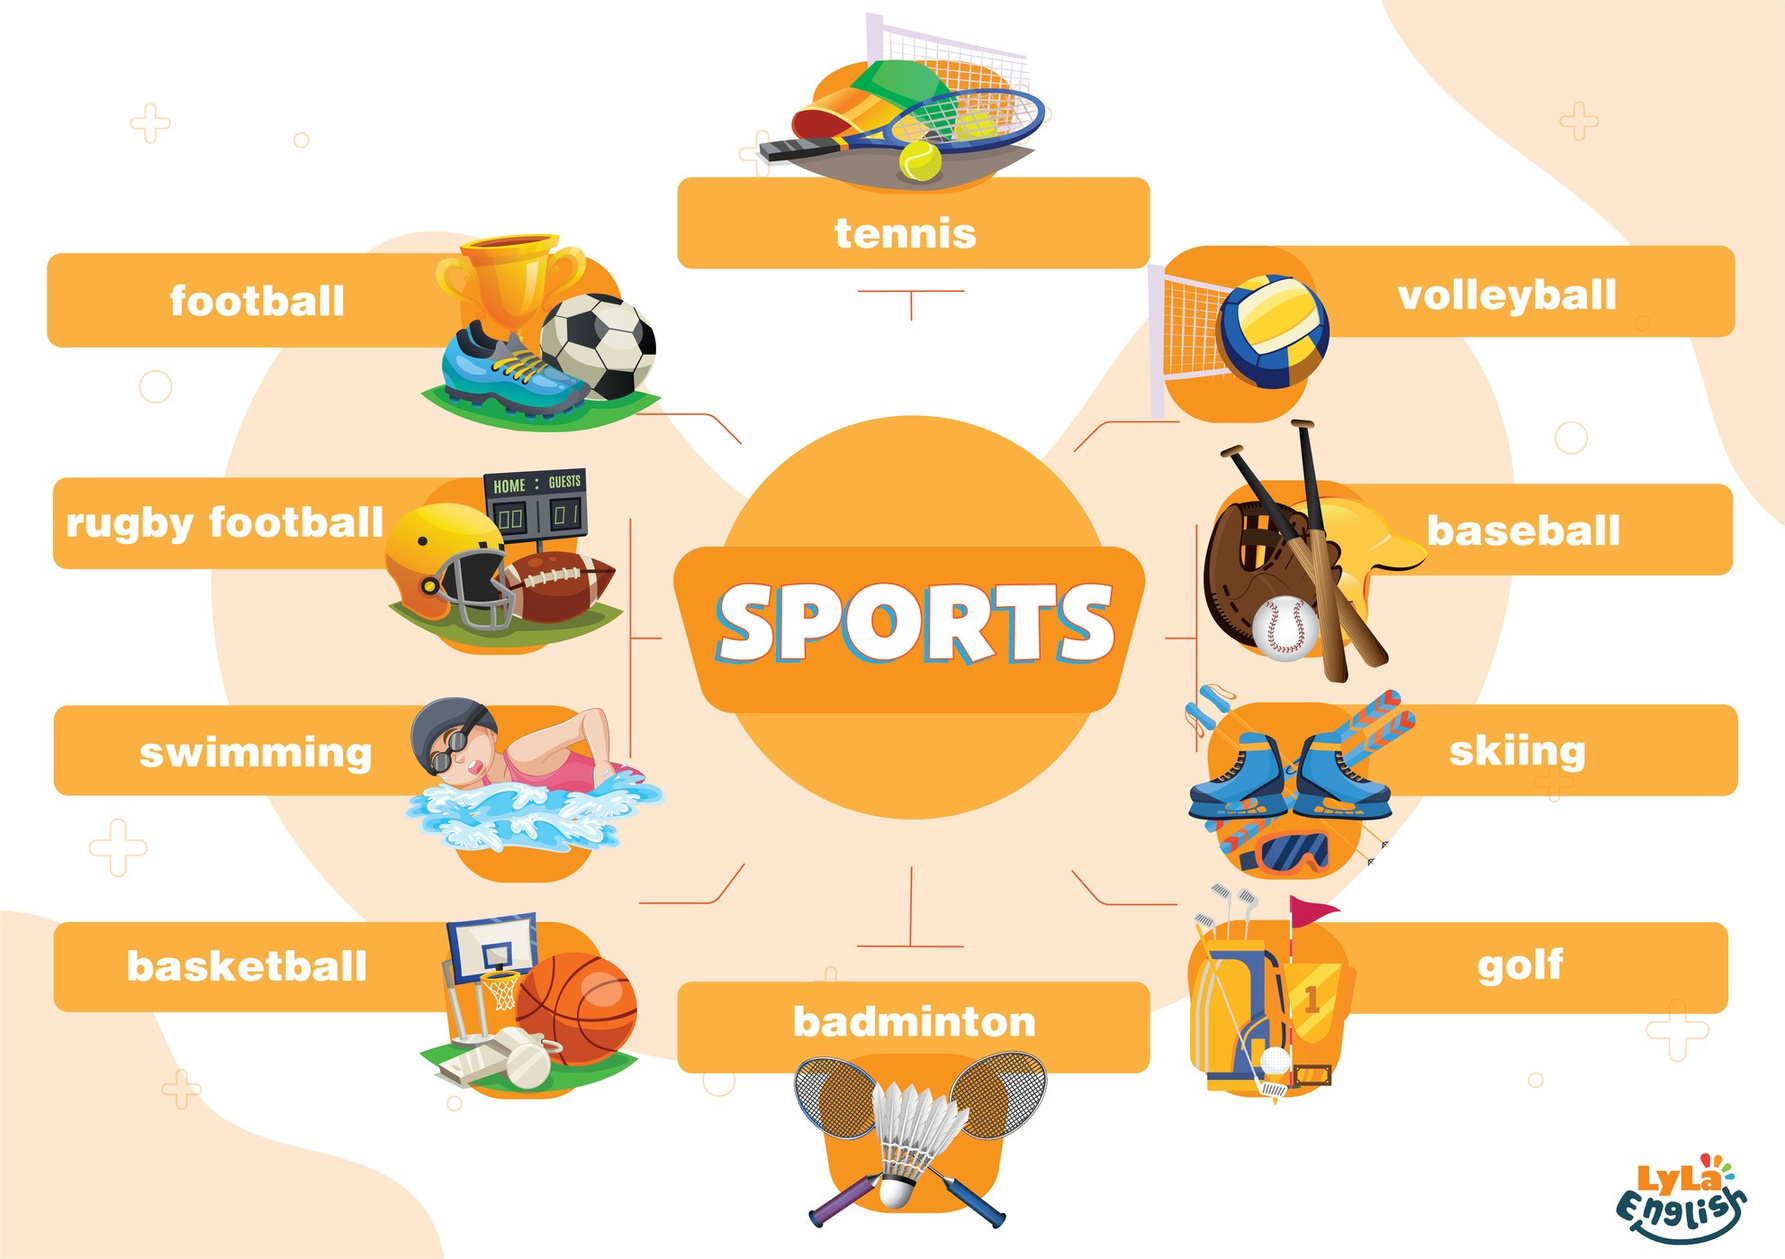 tennis
football
volleyball
HOME : GUESTS
00 01
rugby football
baseball
SPORTS
swimming
skiing
basketball
golf
1
badminton
LyLa
English